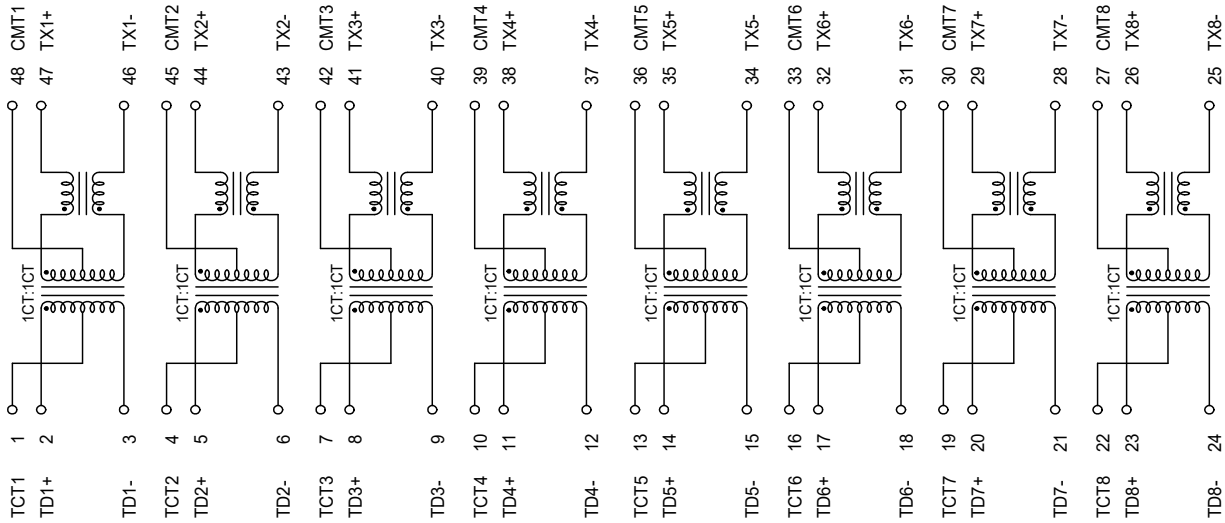 TCT1 1 48 CMT1
1CT:1CT
TD1+ 2 47 TX1+
TD1- 3 46 TX1-
TCT2 4 45 CMT2
1CT:1CT
TD2+ 5 44 TX2+
TD2- 6 43 TX2-
TCT3 7 42 CMT3
1CT:1CT
TD3+ 8 41 TX3+
TD3- 9 40 TX3-
TCT4 10 39 CMT4
1CT:1CT
TD4+ 11 38 TX4+
TD4- 12 37 TX4-
TCT5 13 36 CMT5
1CT:1CT
TD5+ 14 35 TX5+
TD5- 15 34 TX5-
TCT6 16 33 CMT6
1CT:1CT
TD6+ 17 32 TX6+
TD6- 18 31 TX6-
TCT7 19 30 CMT7
1CT:1CT
TD7+ 20 29 TX7+
TD7- 21 28 TX7-
TCT8 22 27 CMT8
1CT:1CT
TD8+ 23 26 TX8+
TD8- 24 25 TX8-